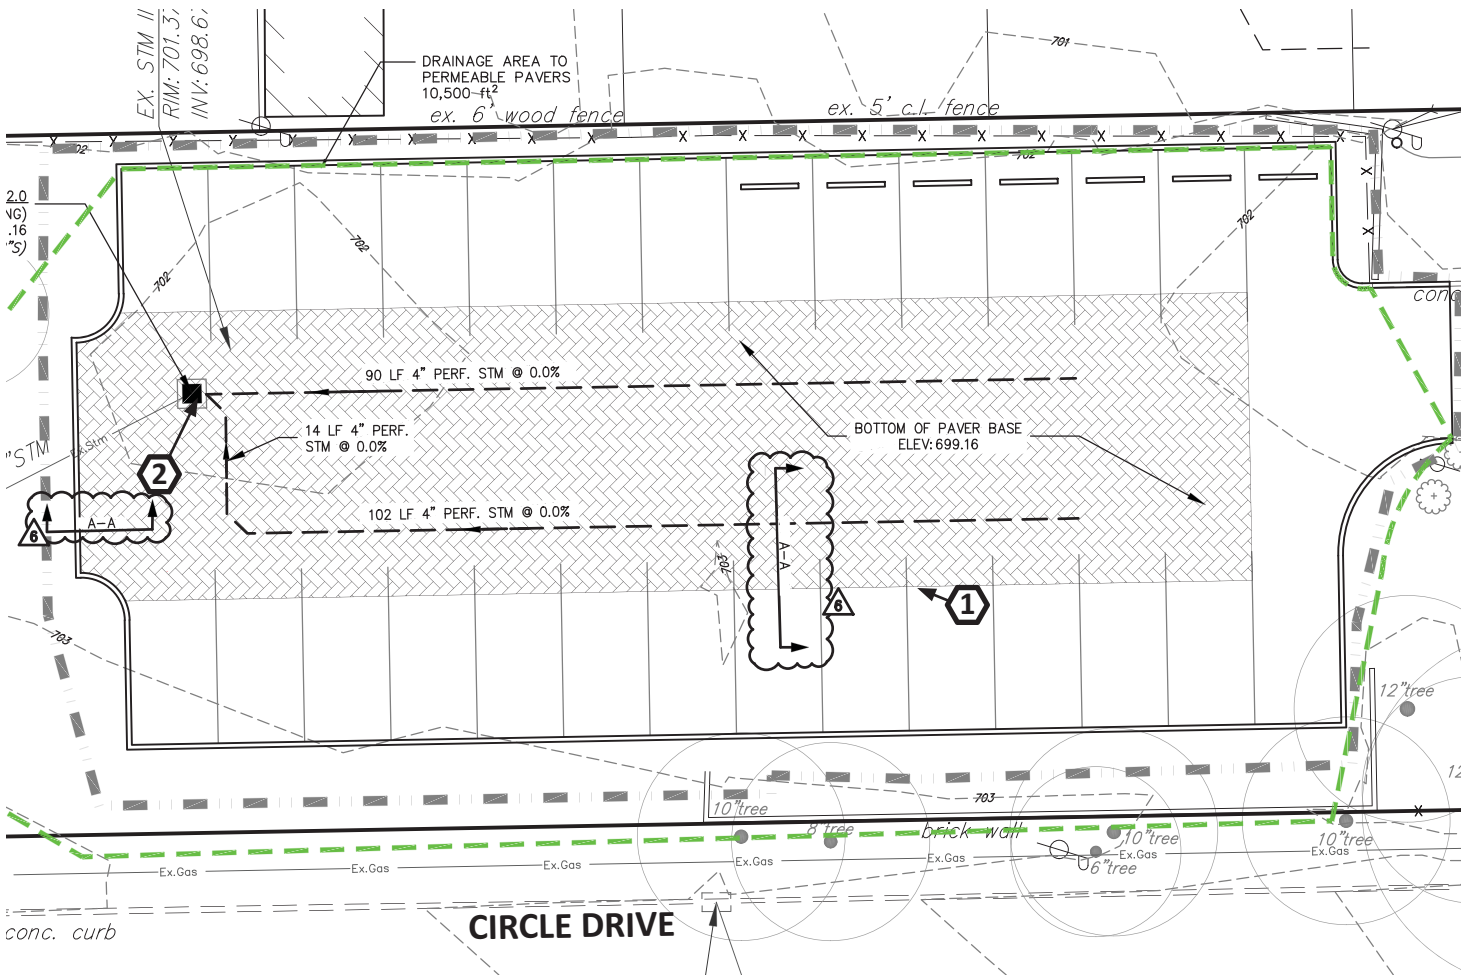 EX. STM
RIM: 701.37
INV: 698.67
DRAINAGE AREA TO
PERMEABLE PAVERS
10,500 ft²
ex. 6' wood fence
ex. 5' c.l. fence
701
702
702
2.0
NG)
.16
"S)
702
702
702
conc
90 LF 4" PERF. STM @ 0.0%
14 LF 4" PERF.
STM @ 0.0%
BOTTOM OF PAVER BASE
ELEV: 699.16
Ex.Stm
"STM
2
102 LF 4" PERF. STM @ 0.0%
A-A
6
A-A
703
6
1
703
12"tree
12
703
10"tree
8"tree
brick wall
10"tree
6"tree
10"tree
Ex.Gas
Ex.Gas
Ex.Gas
Ex.Gas
Ex.Gas
Ex.Gas
Ex.Gas
CIRCLE DRIVE
conc. curb